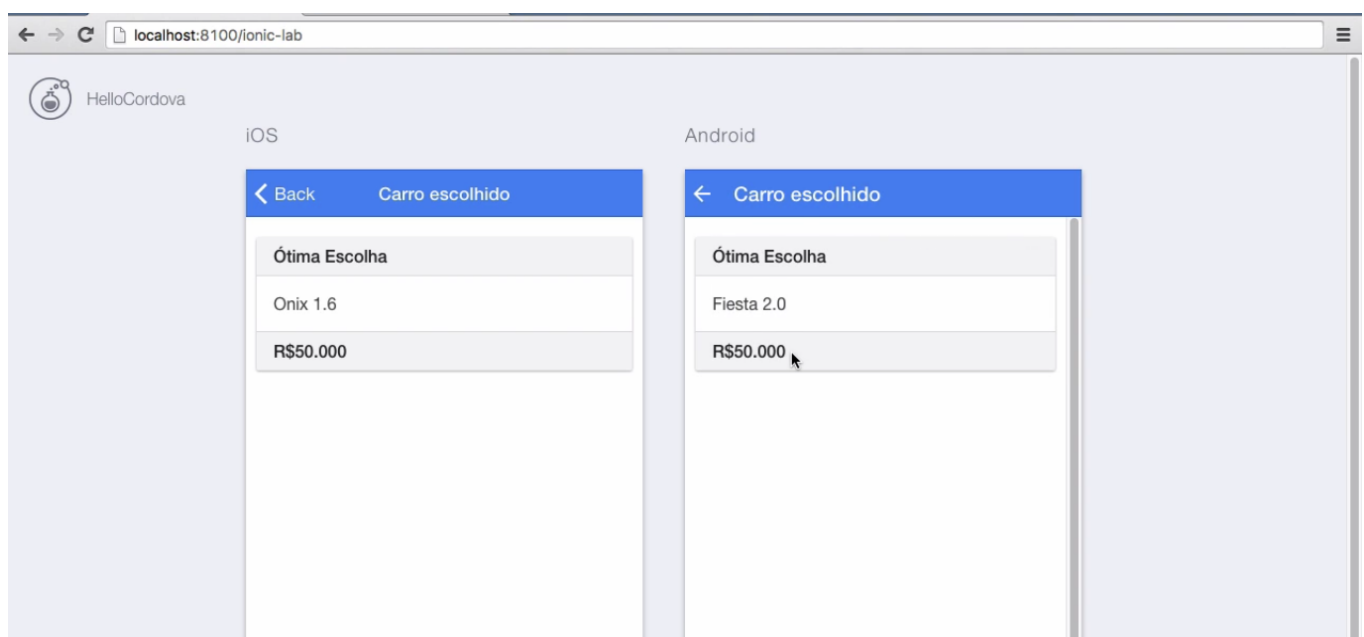 localhost:8100/ionic-lab
HelloCordova
iOS
Back Carro escolhido
Ótima Escolha
Onix 1.6
R$50.000
Android
Carro escolhido
Ótima Escolha
Fiesta 2.0
R$50.000